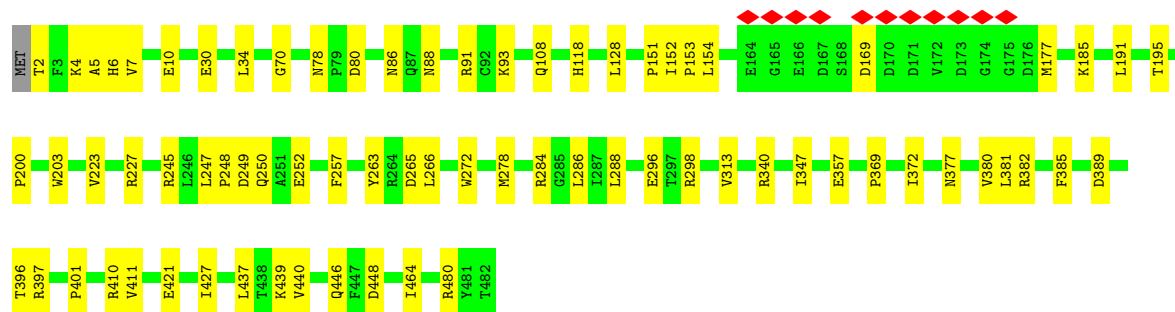 MET T2 F3 K4 A5 H6 V7 E10 E30 L34 G70 N78 P79 D80 N86 Q87 N88 R91 C92 K93 Q108 H118 L128 P151 I152 P153 L154 E164 G165 E166 D167 S168 D169 D170 D171 V172 D173 G174 G175 D176 M177 K185 L191 T195
P200 W203 V223 R227 R245 L246 L247 P248 D249 Q250 A251 E252 F257 Y263 R264 D265 L266 W272 M278 R284 G285 L286 I287 L288 E296 T297 R298 V313 R340 I347 E357 P369 I372 N377 V380 L381 R382 F385 D389
T396 R397 P401 R410 V411 E421 I427 L437 T438 K439 V440 Q446 F447 D448 I464 R480 Y481 T482